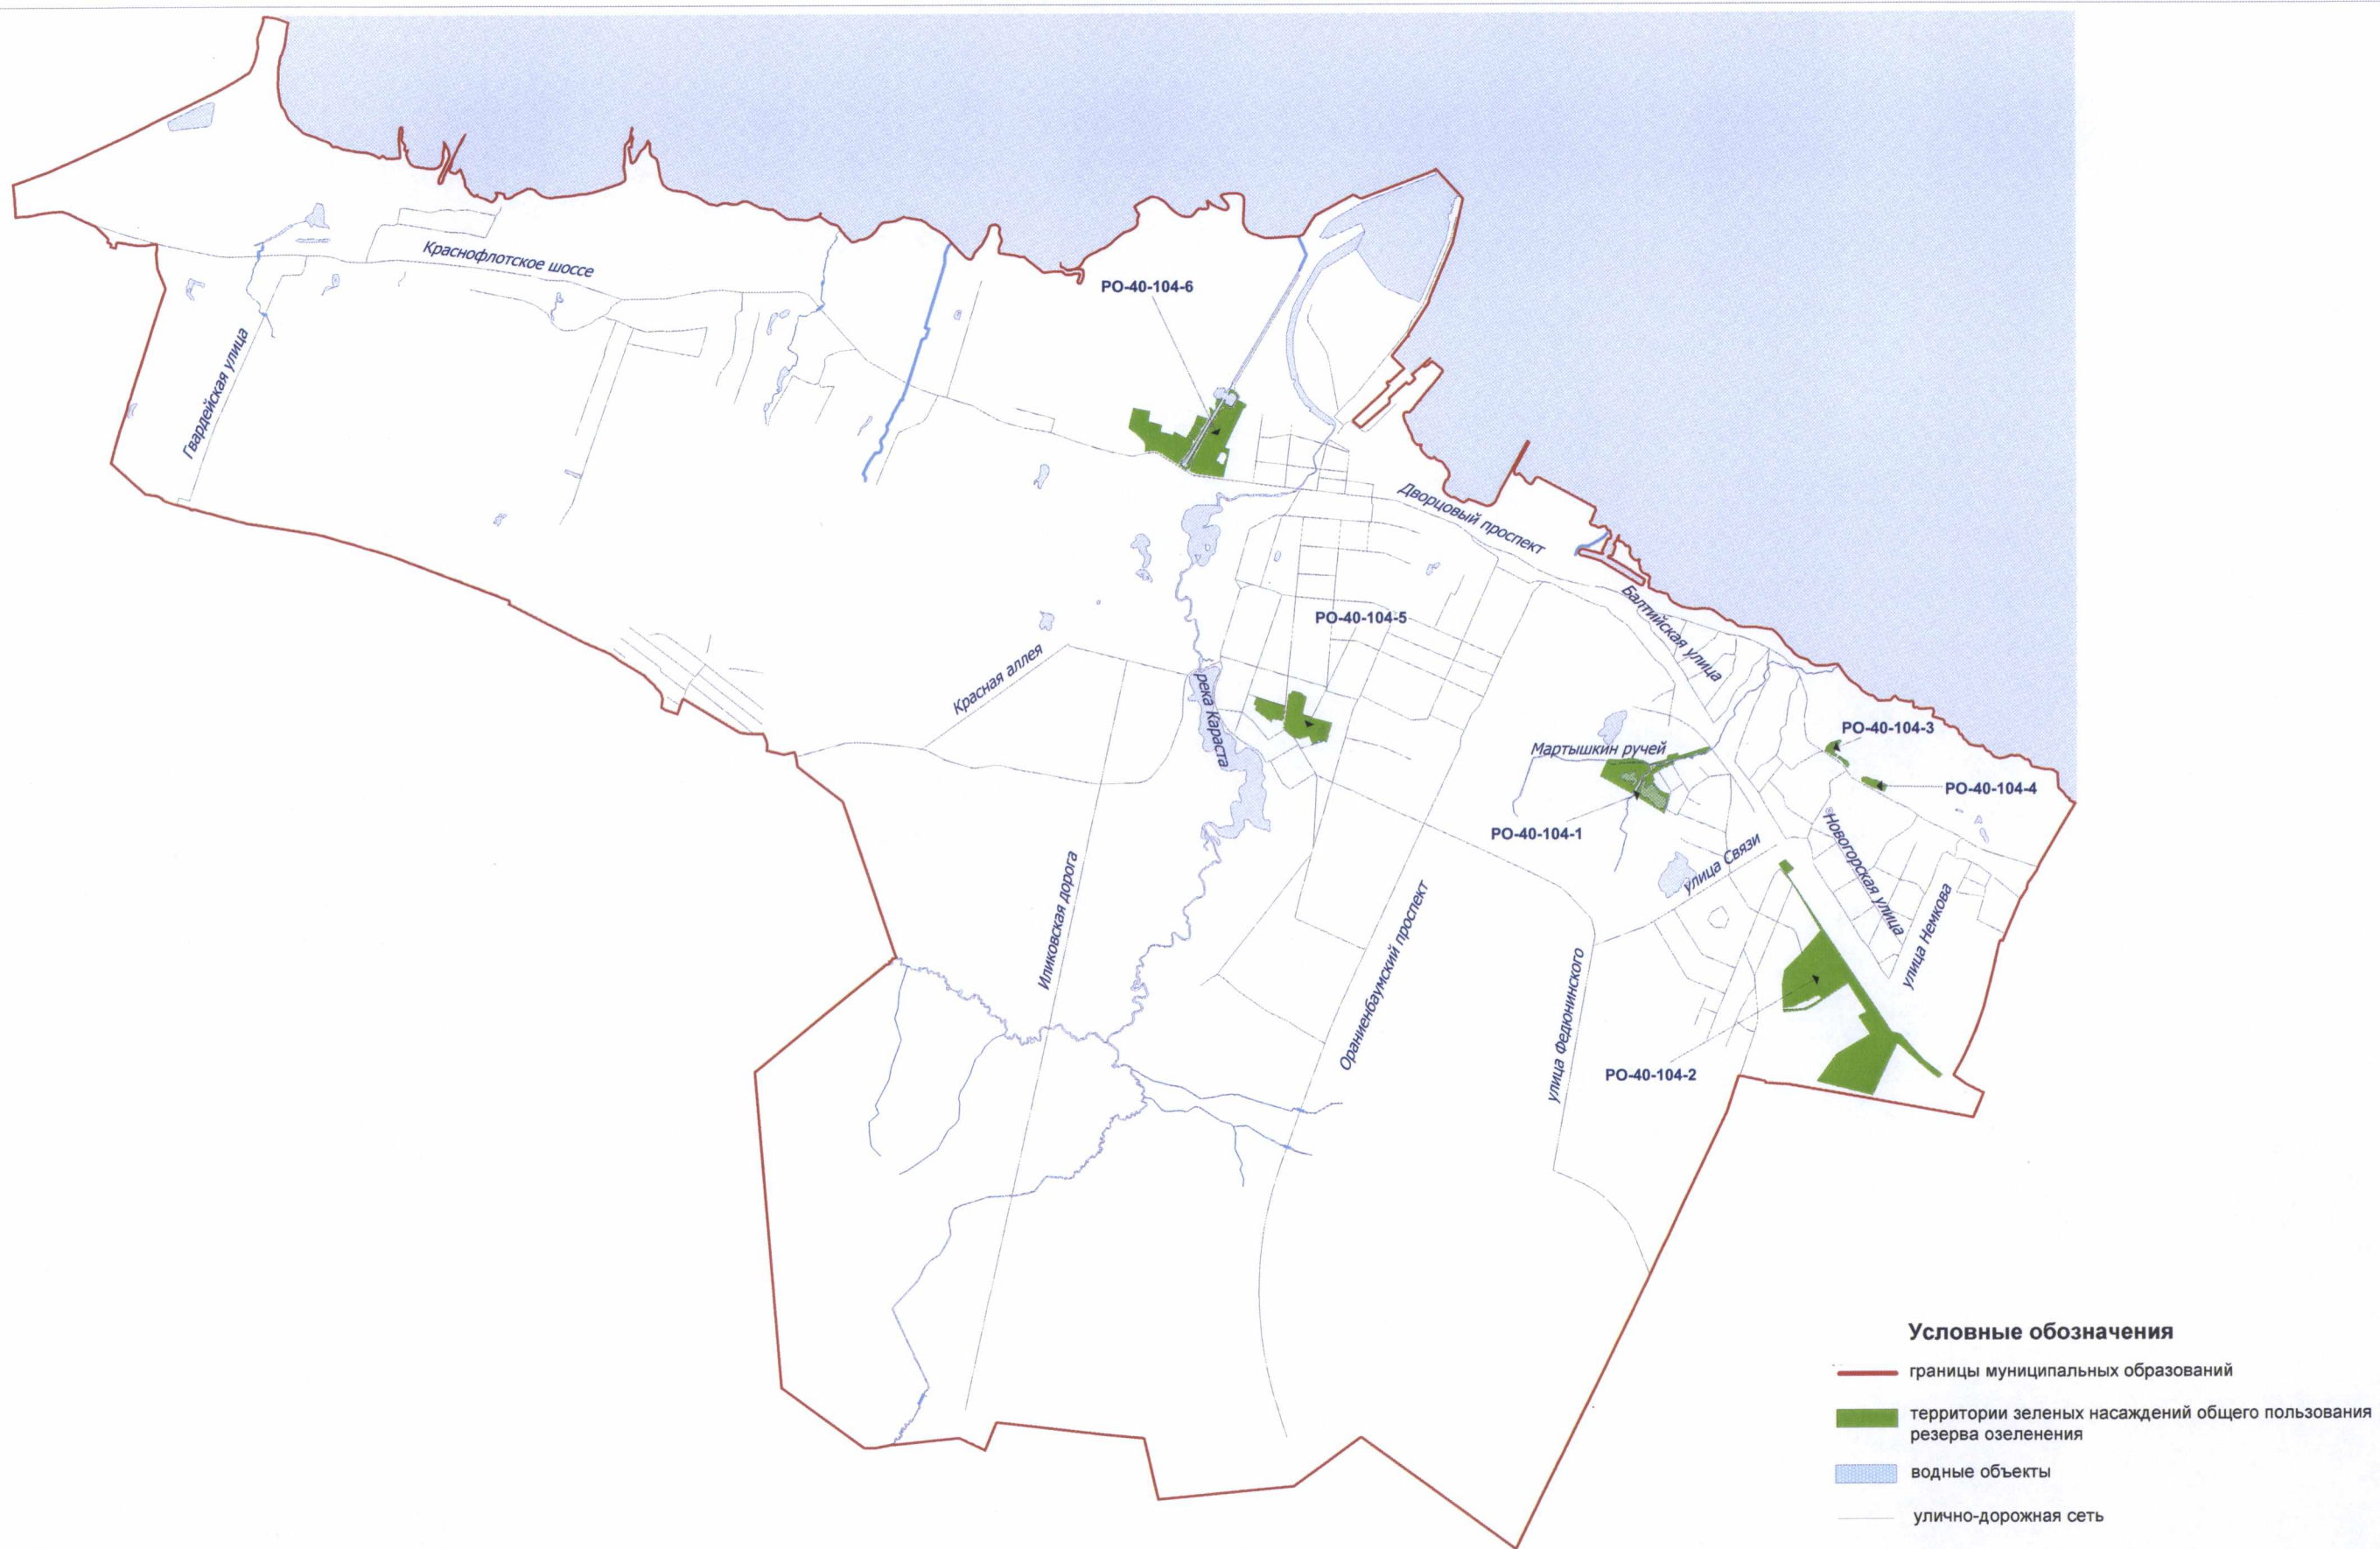 РО-40-104-6
Краснофлотское шоссе
Гвардейская улица
Дворцовый проспект
Балтийская улица
РО-40-104-5
Красная аллея
река Караста
РО-40-104-3
Мартышкин ручей
РО-40-104-4
РО-40-104-1
Новогорская улица
улица Связи
Иликовская дорога
Ораниенбаумский проспект
улица Немкова
улица Федюнинского
РО-40-104-2
Условные обозначения
границы муниципальных образований
территории зеленых насаждений общего пользования
резерва озеленения
водные объекты
улично-дорожная сеть